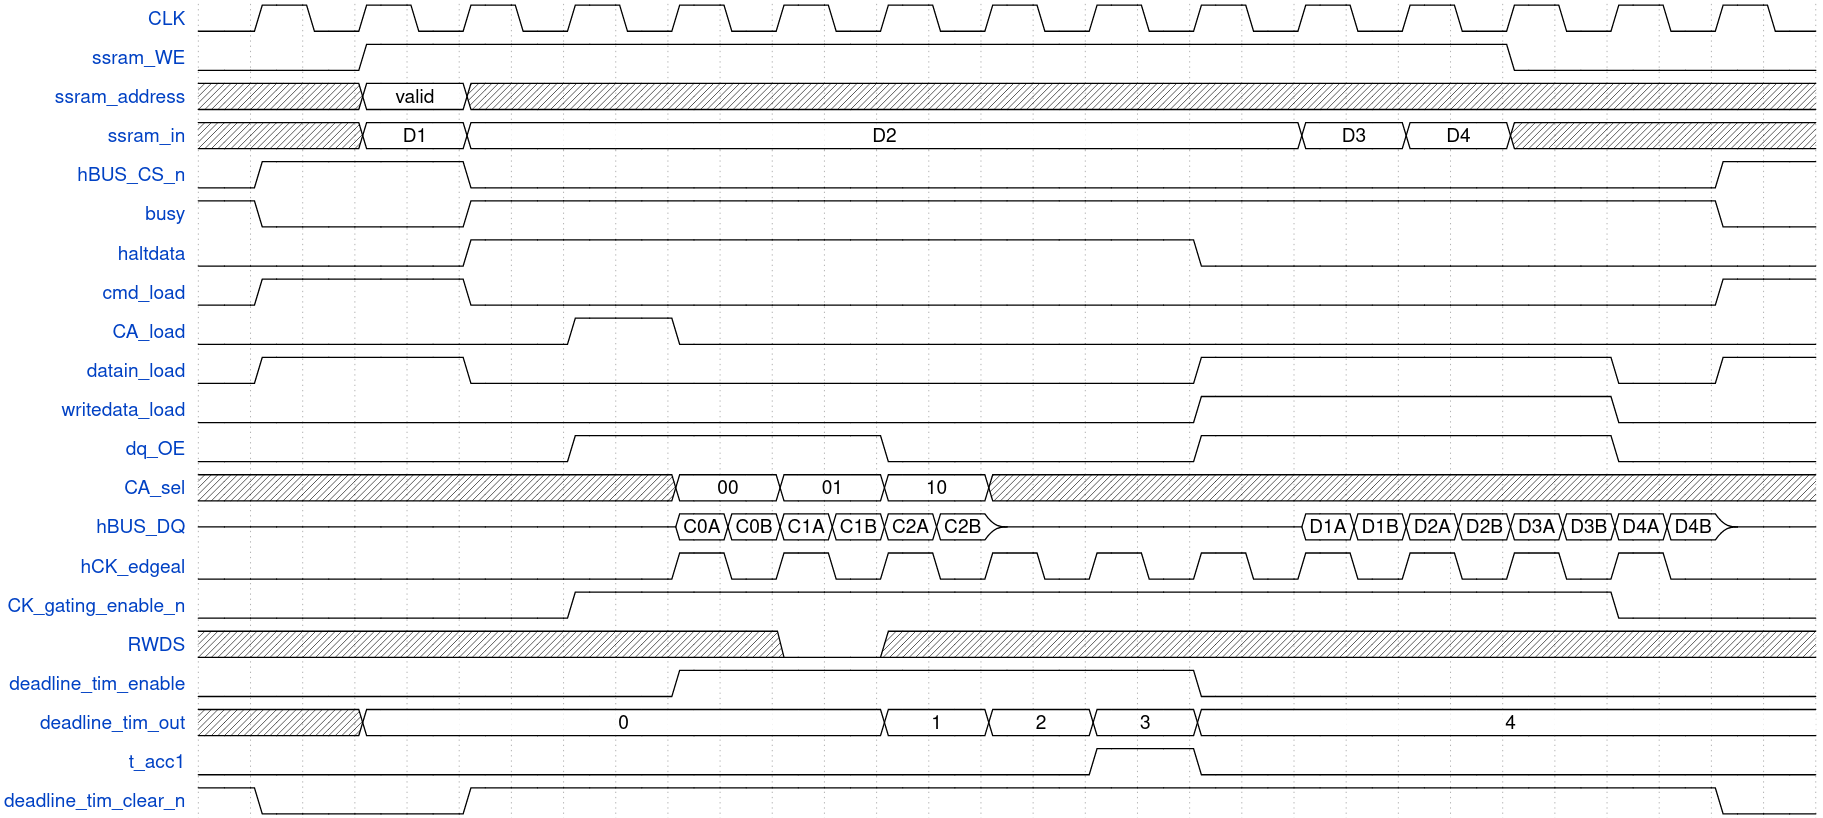 CLK
ssram_WE
ssram_address valid
ssram_in D1 D2 D3 D4
hBUS_CS_n
busy
haltdata
cmd_load
CA_load
datain_load
writedata_load
dq_OE
CA_sel 00 01 10
hBUS_DQ C0A C0B C1A C1B C2A C2B D1A D1B D2A D2B D3A D3B D4A D4B
hCK_edgeal
CK_gating_enable_n
RWDS
deadline_tim_enable
deadline_tim_out 0 1 2 3 4
t_acc1
deadline_tim_clear_n